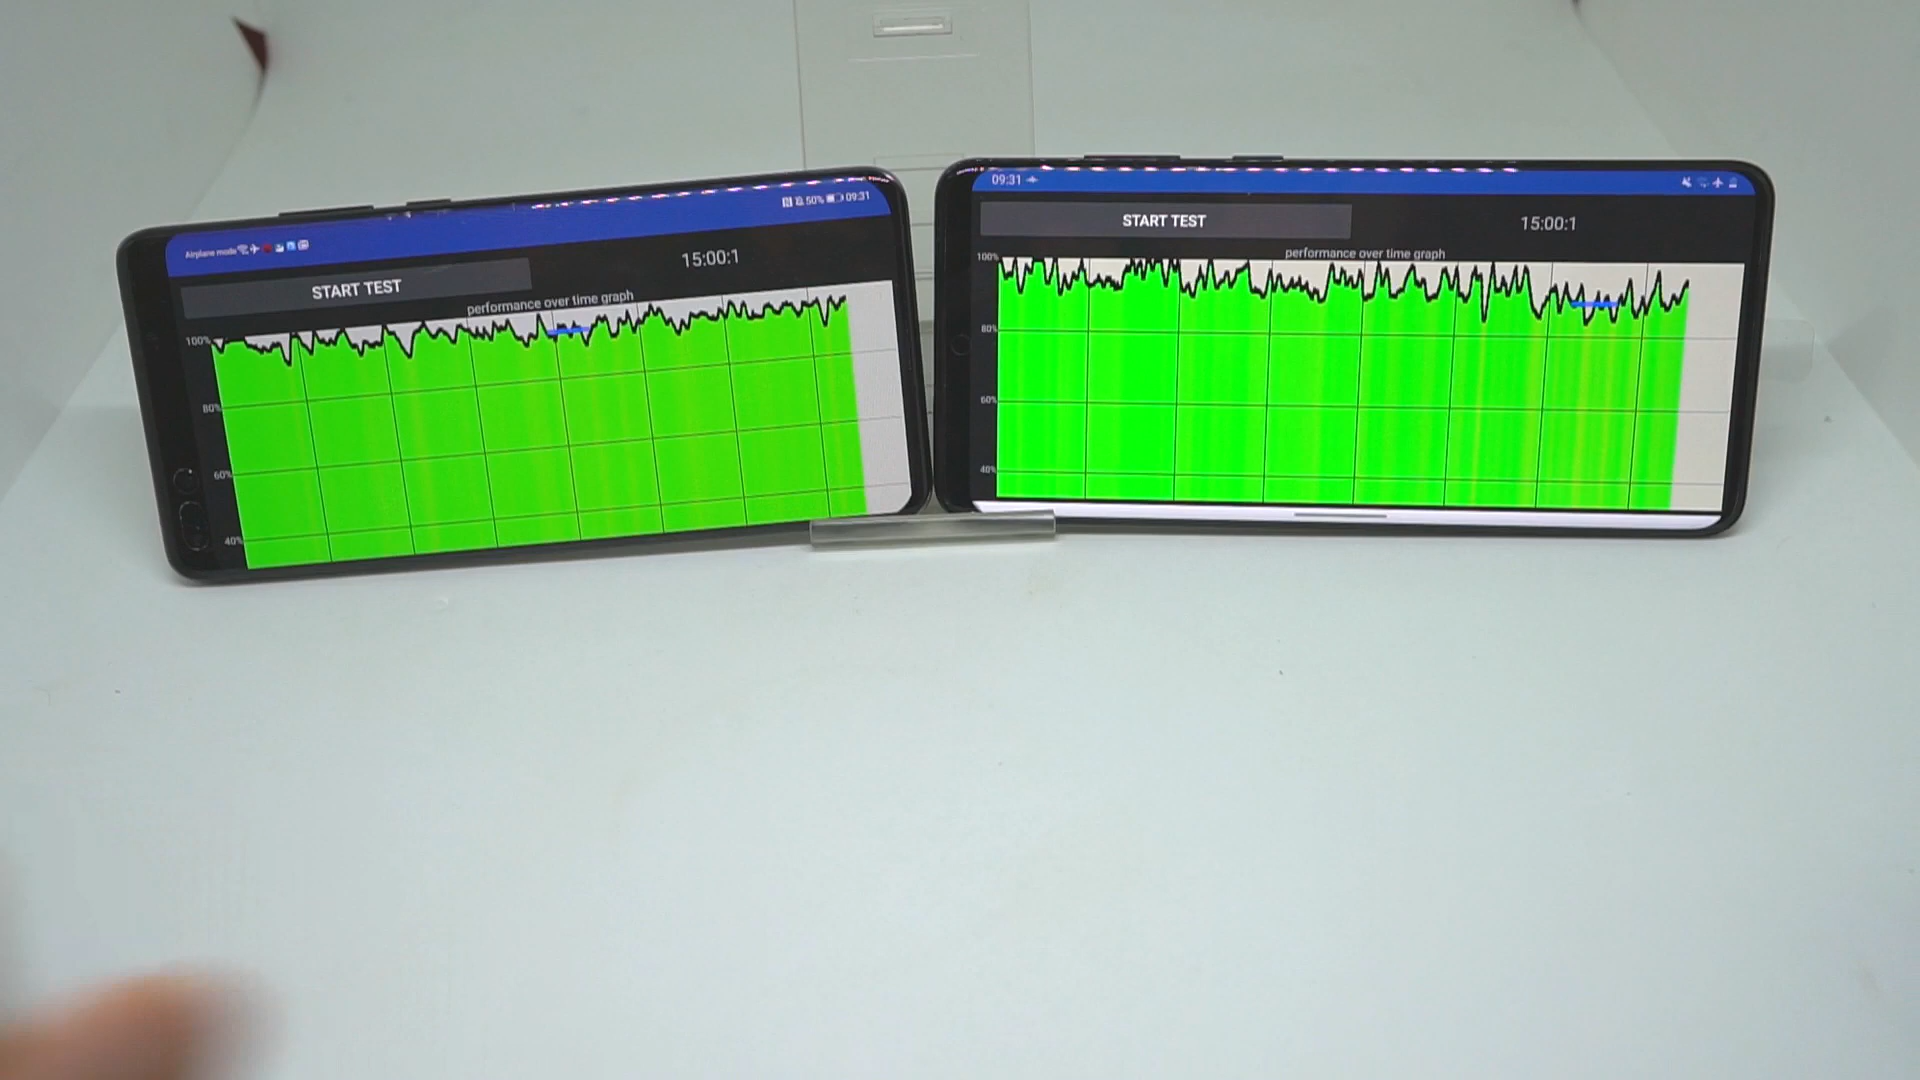 Airplane mode
50% 09:31
START TEST
15:00:1
performance over time graph
100%
80%
60%
40%
09:31
START TEST
15:00:1
performance over time graph
100%
80%
60%
40%